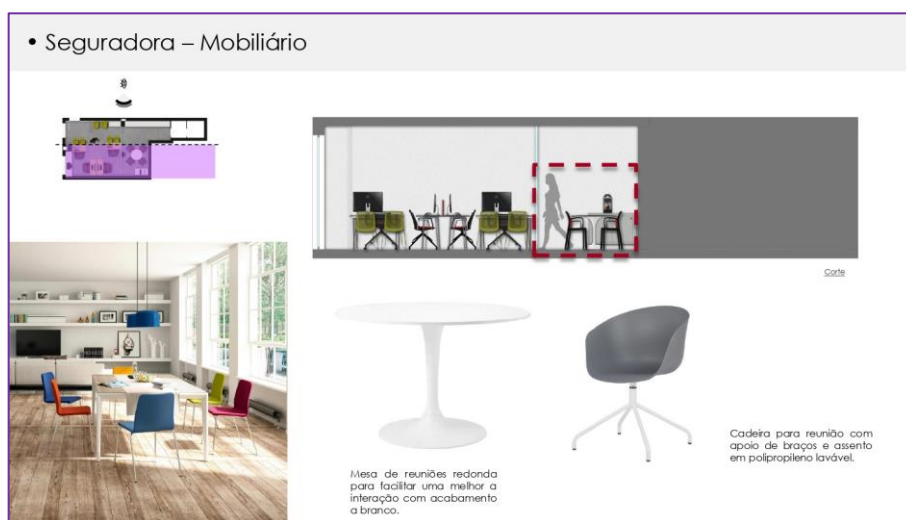 • Seguradora – Mobiliário
Corte
Mesa de reuniões redonda
para facilitar uma melhor a
interação com acabamento
a branco.
Cadeira para reunião com
apoio de braços e assento
em polipropileno lavável.